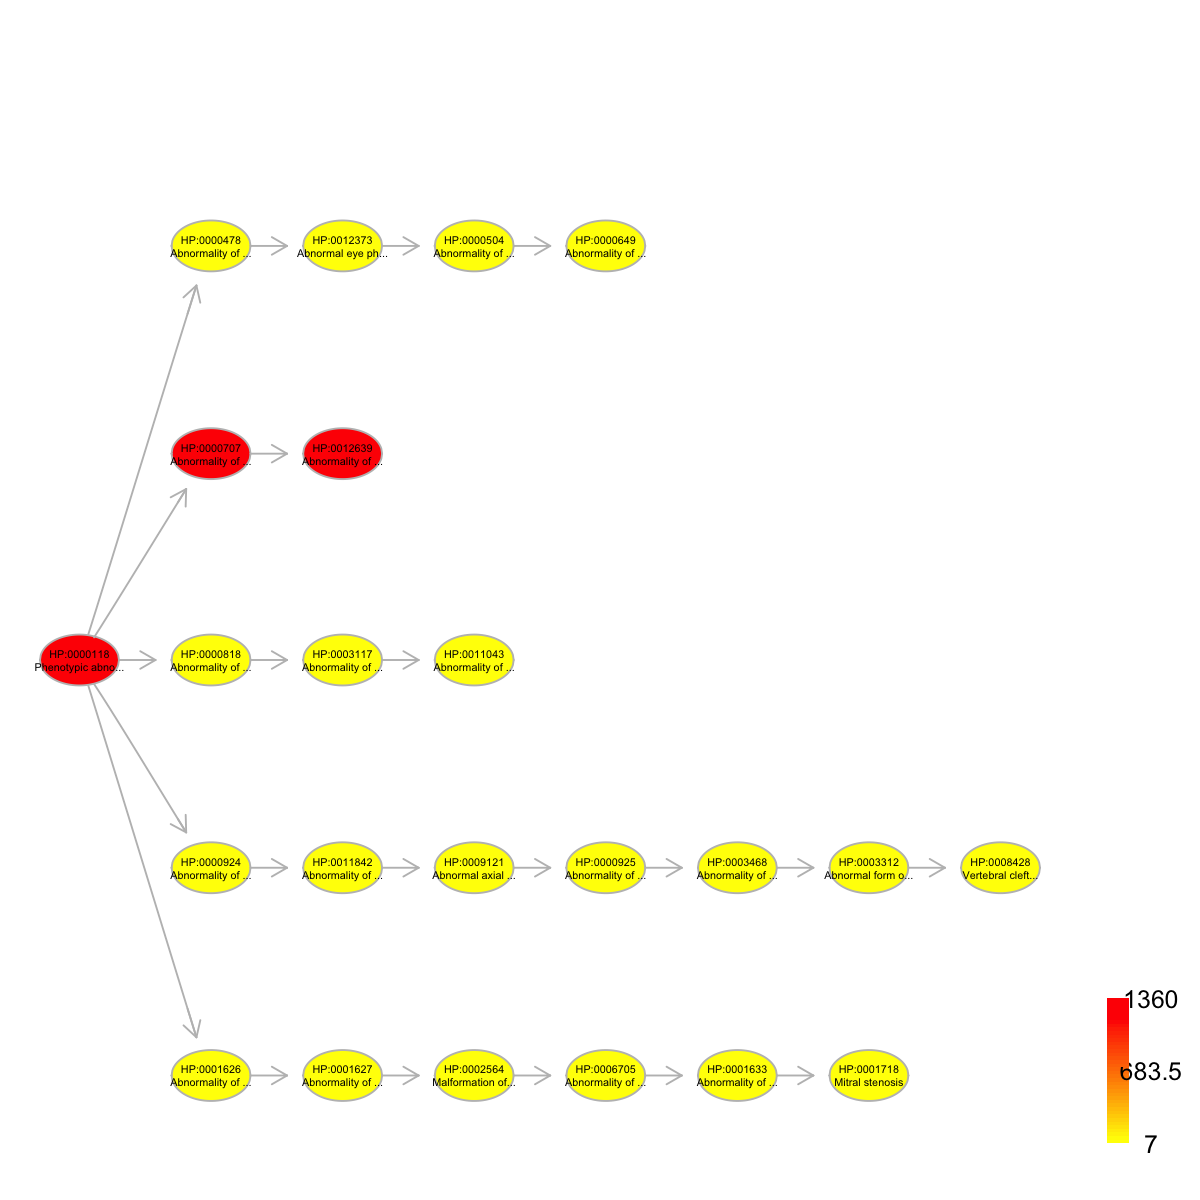 HP:0000478
Abnormality of ...
HP:0012373
Abnormal eye ph...
HP:0000504
Abnormality of ...
HP:0000649
Abnormality of ...
HP:0000707
Abnormality of ...
HP:0012639
Abnormality of ...
HP:0000118
Phenotypic abno...
HP:0000818
Abnormality of ...
HP:0003117
Abnormality of ...
HP:0011043
Abnormality of ...
HP:0000924
Abnormality of ...
HP:0011842
Abnormality of ...
HP:0009121
Abnormal axial ...
HP:0000925
Abnormality of ...
HP:0003468
Abnormality of ...
HP:0003312
Abnormal form o...
HP:0008428
Vertebral cleft...
HP:0001626
Abnormality of ...
HP:0001627
Abnormality of ...
HP:0002564
Malformation of...
HP:0006705
Abnormality of ...
HP:0001633
Abnormality of ...
HP:0001718
Mitral stenosis
1360
683.5
7